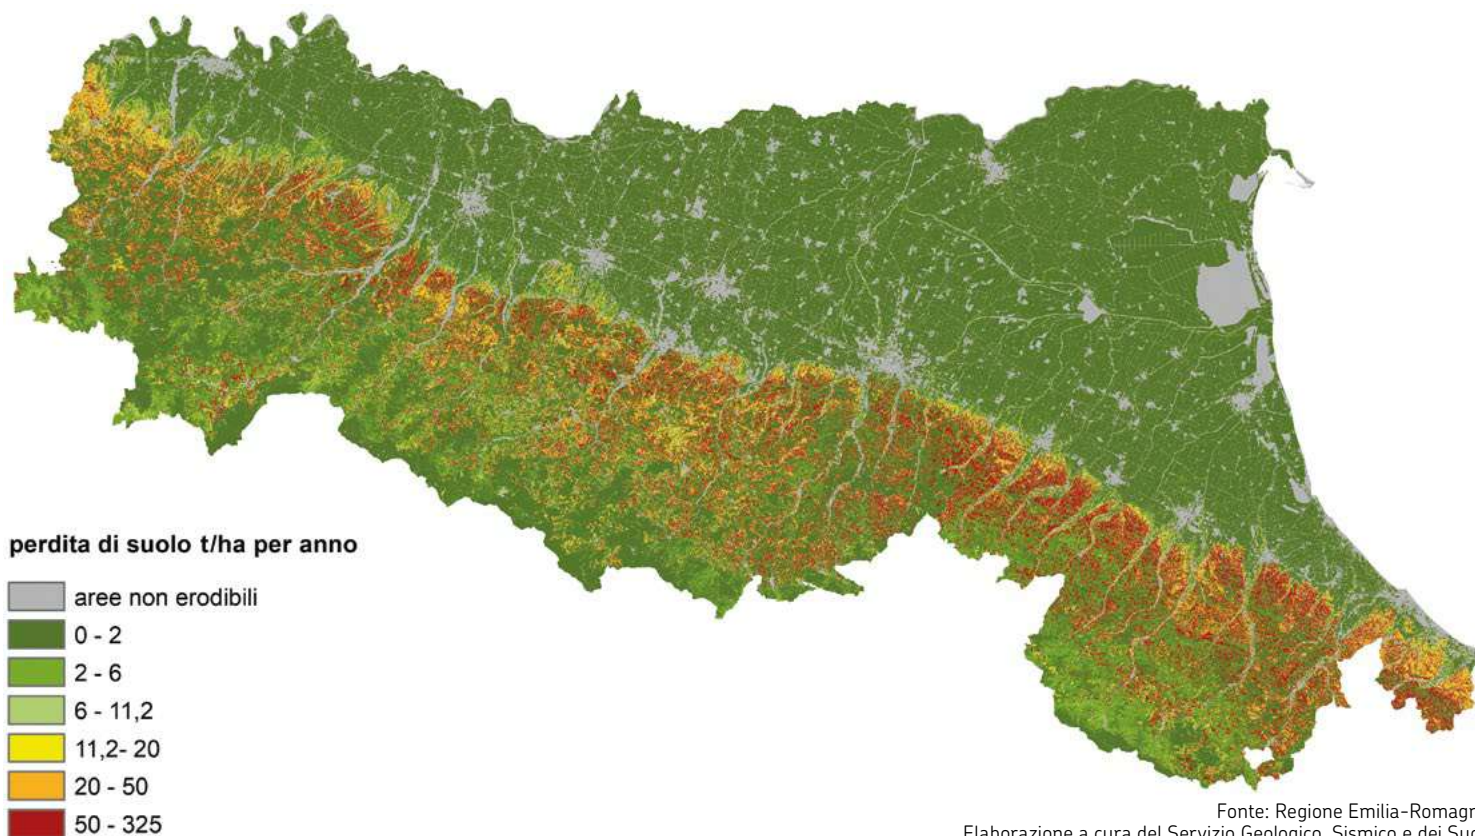 perdita di suolo t/ha per anno
aree non erodibili
0 - 2
2 - 6
6 - 11,2
11,2- 20
20 - 50
50 - 325
Fonte: Regione Emilia-Romagn
Elaborazione a cura del Servizio Geologico, Sismico e dei Suo